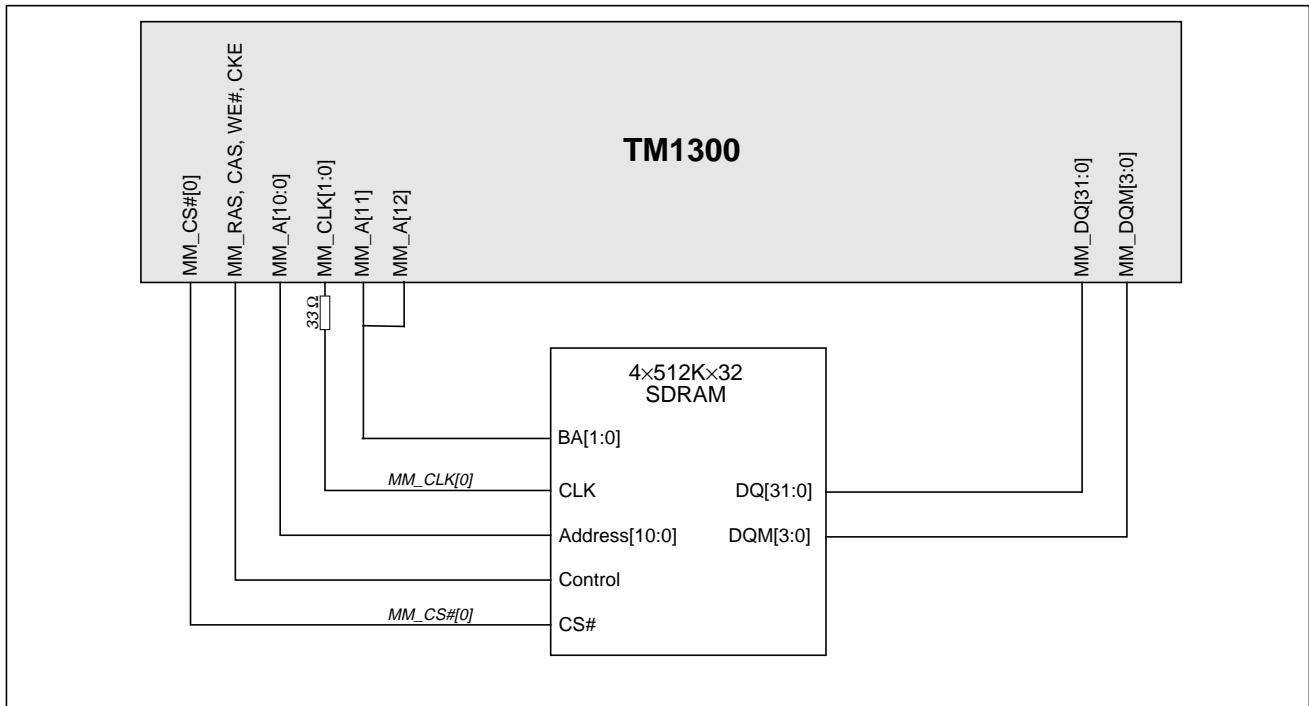 TM1300
MM_CS#[0]
MM_RAS, CAS, WE#, CKE
MM_A[10:0]
MM_CLK[1:0]
MM_A[11]
MM_A[12]
MM_DQ[31:0]
MM_DQM[3:0]
33 Ω
4×512K×32
SDRAM
BA[1:0]
MM_CLK[0]
CLK
DQ[31:0]
Address[10:0]
DQM[3:0]
Control
MM_CS#[0]
CS#